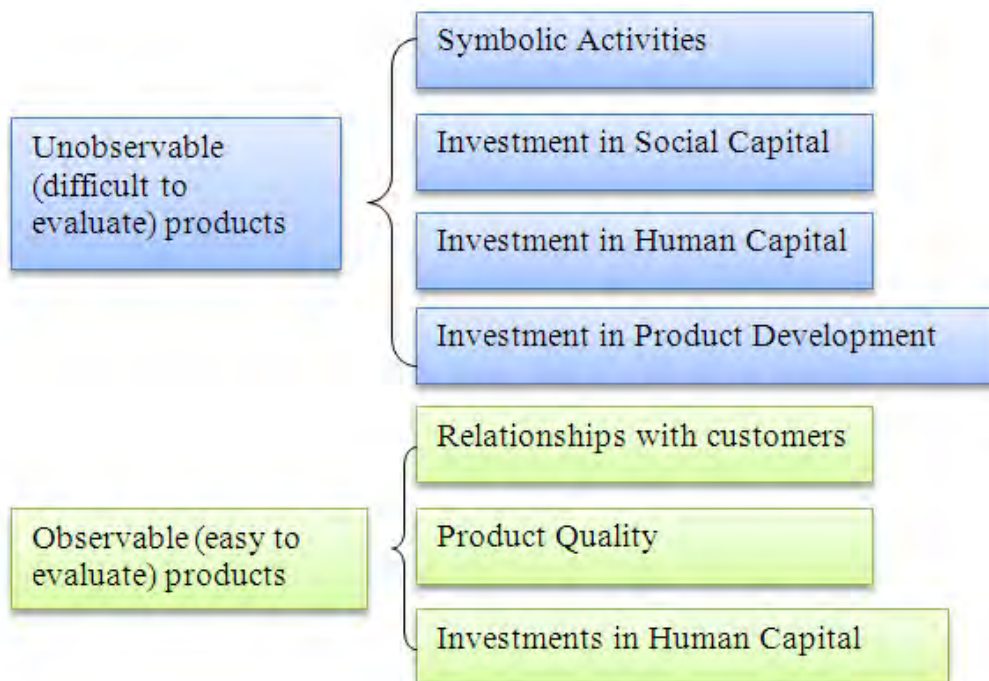 Symbolic Activities
Investment in Social Capital
Unobservable
(difficult to
evaluate) products
Investment in Human Capital
Investment in Product Development
Relationships with customers
Observable (easy to
evaluate) products
Product Quality
Investments in Human Capital